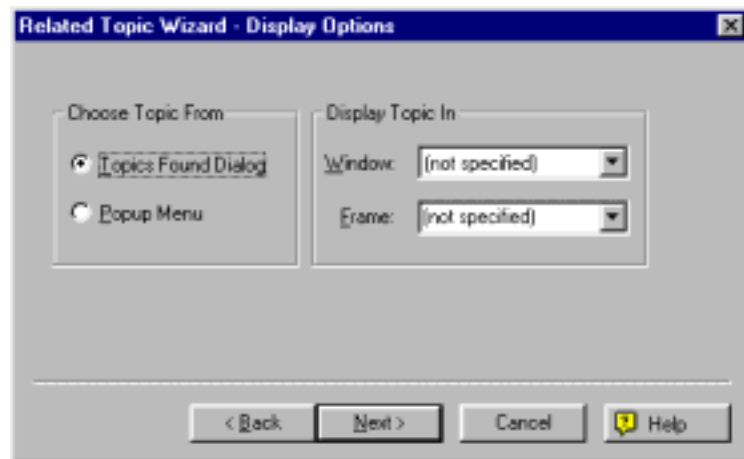 Related Topic Wizard - Display Options
Choose Topic From
Topics Found Dialog
Popup Menu
Display Topic In
Window: (not specified)
Frame: (not specified)
< Back Next > Cancel Help